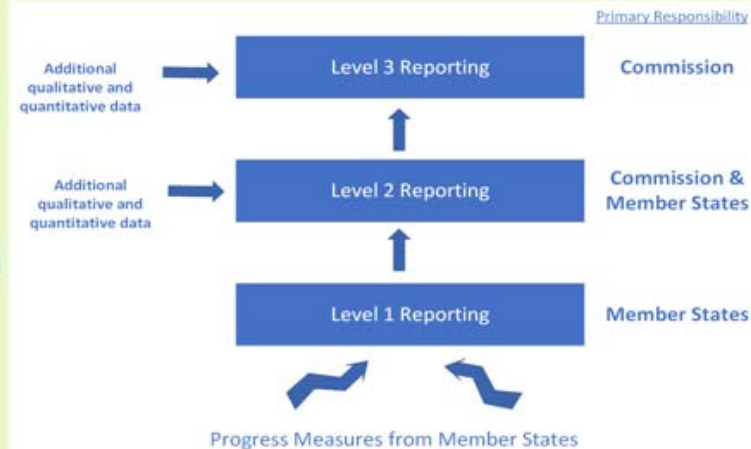 Primary Responsibility
Additional
qualitative and
quantitative data
Level 3 Reporting
Commission
Additional
qualitative and
quantitative data
Level 2 Reporting
Commission &
Member States
Level 1 Reporting
Member States
Progress Measures from Member States